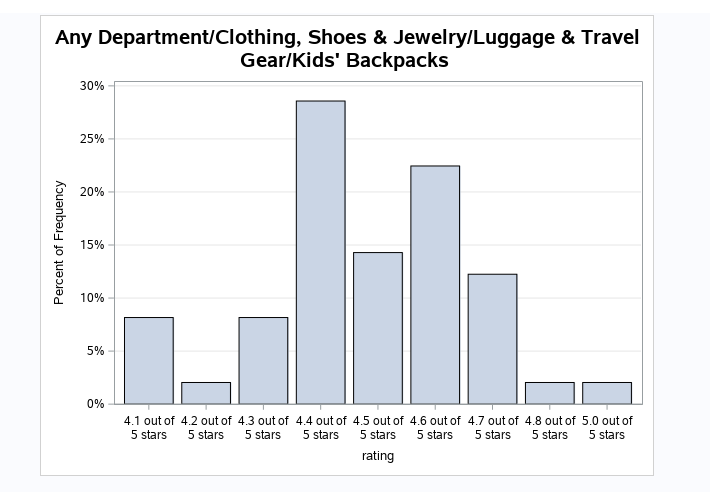 Any Department/Clothing, Shoes & Jewelry/Luggage & Travel
Gear/Kids' Backpacks
30%
25%
20%
15%
10%
5%
0%
Percent of Frequency
4.1 out of 4.2 out of 4.3 out of 4.4 out of 4.5 out of 4.6 out of 4.7 out of 4.8 out of 5.0 out of
5 stars 5 stars 5 stars 5 stars 5 stars 5 stars 5 stars 5 stars 5 stars
rating